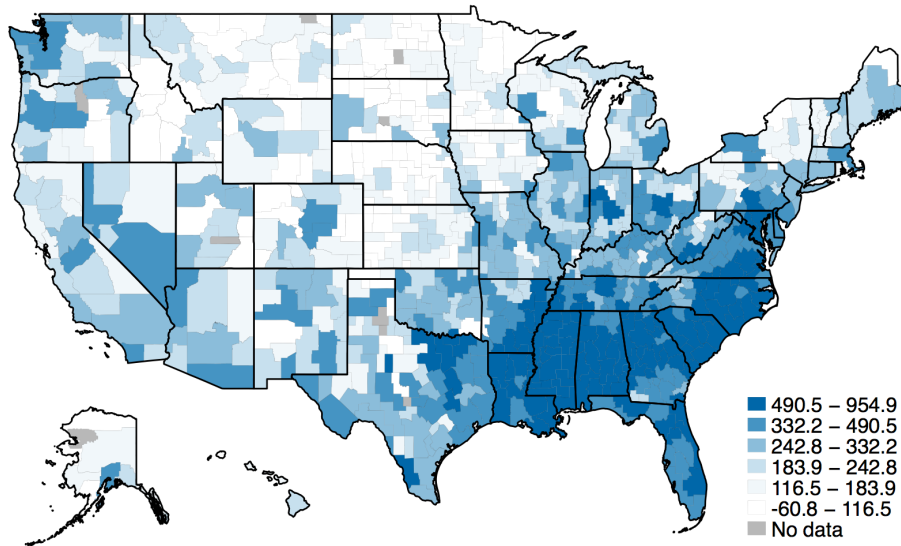 490.5 – 954.9
332.2 – 490.5
242.8 – 332.2
183.9 – 242.8
116.5 – 183.9
-60.8 – 116.5
No data